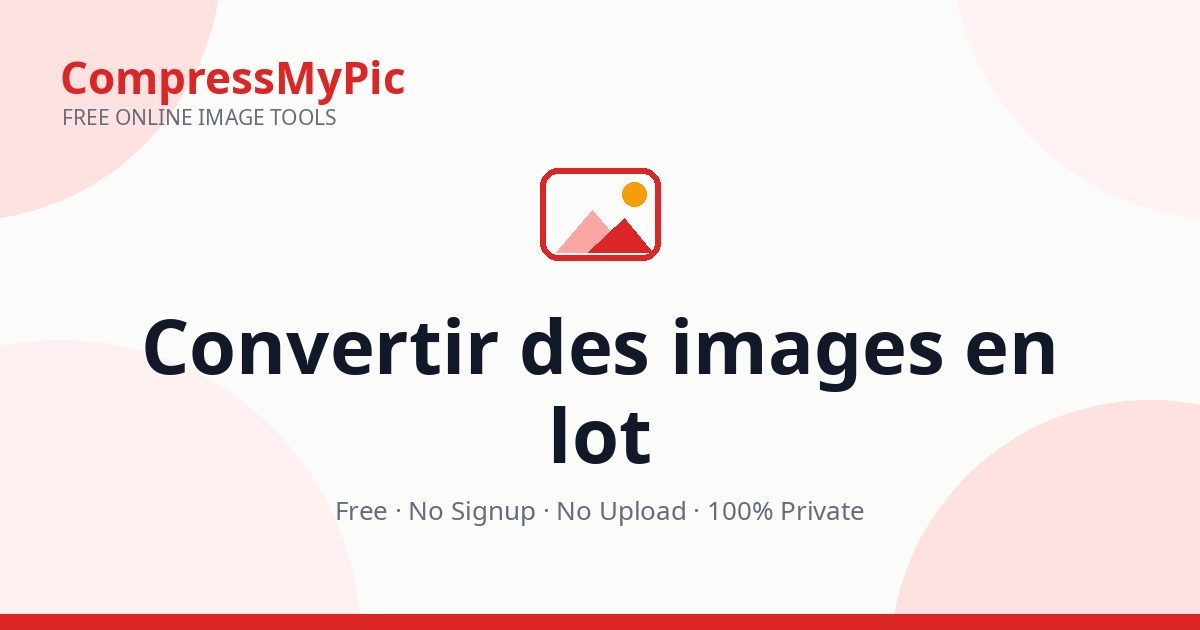 CompressMyPic
FREE ONLINE IMAGE TOOLS
Convertir des images en
lot
Free · No Signup · No Upload · 100% Private